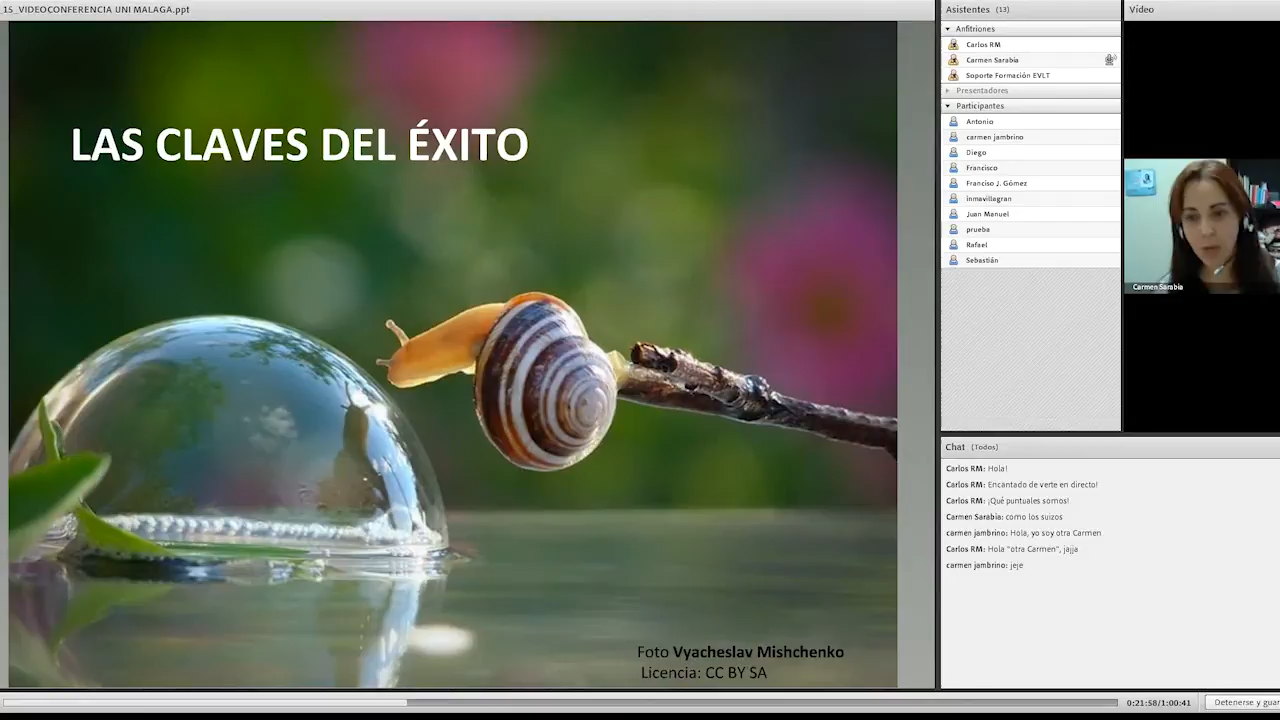 _15_VIDEOCONFERENCIA UNI MALAGA.ppt
LAS CLAVES DEL ÉXITO
Foto Vyacheslav Mishchenko
Licencia: CC BY SA
Asistentes (13)
Anfitriones
Carlos RM
Carmen Sarabia
Soporte Formación EVLT
Presentadores
Participantes
Antonio
carmen jambrino
Diego
Francisco
Franciso J. Gómez
inmavillagran
Juan Manuel
prueba
Rafael
Sebastián
Vídeo
Carmen Sarabia
Chat (Todos)
Carlos RM: Hola!
Carlos RM: Encantado de verte en directo!
Carlos RM: ¡Qué puntuales somos!
Carmen Sarabia: como los suizos
carmen jambrino: Hola, yo soy otra Carmen
Carlos RM: Hola "otra Carmen", jajja
carmen jambrino: jeje
0:21:58/1:00:41
Detenerse y guar